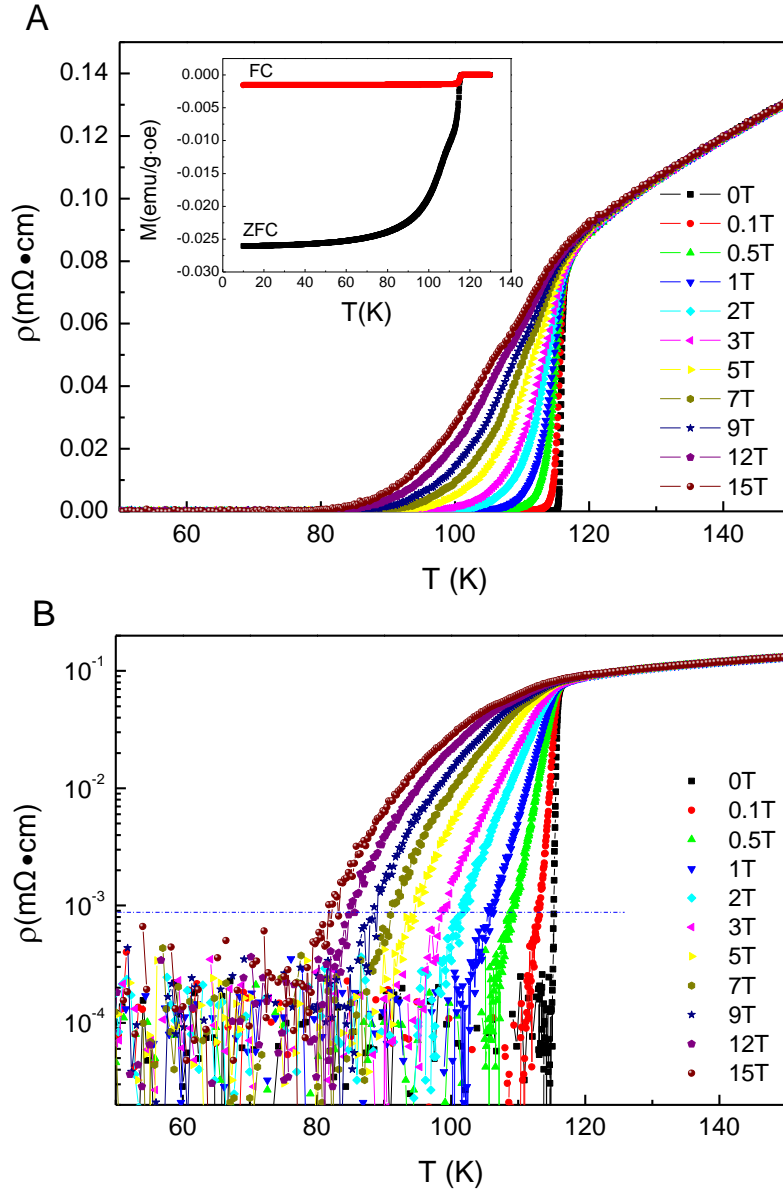 A
ρ(mΩ•cm)
0.14
0.12
0.10
0.08
0.06
0.04
0.02
0.00
60 80 100 120 140
T (K)
M(emu/g·oe)
0.000
-0.005
-0.010
-0.015
-0.020
-0.025
-0.030
FC
ZFC
0 20 40 60 80 100 120 140
T(K)
0T
0.1T
0.5T
1T
2T
3T
5T
7T
9T
12T
15T
B
ρ(mΩ•cm)
10⁻¹
10⁻²
10⁻³
10⁻⁴
60 80 100 120 140
T (K)
0T
0.1T
0.5T
1T
2T
3T
5T
7T
9T
12T
15T